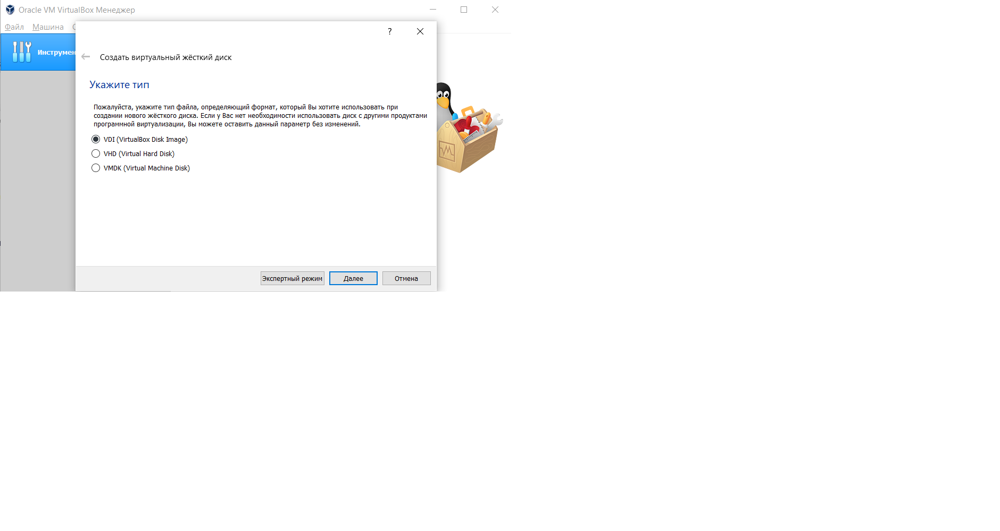 Oracle VM VirtualBox Менеджер
Файл Машина
?
Инструмен
Создать виртуальный жёсткий диск
Укажите тип
Пожалуйста, укажите тип файла, определяющий формат, который Вы хотите использовать при
создании нового жёсткого диска. Если у Вас нет необходимости использовать диск с другими продуктами
программной виртуализации, Вы можете оставить данный параметр без изменений.
VDI (VirtualBox Disk Image)
VHD (Virtual Hard Disk)
VMDK (Virtual Machine Disk)
Экспертный режим Далее Отмена